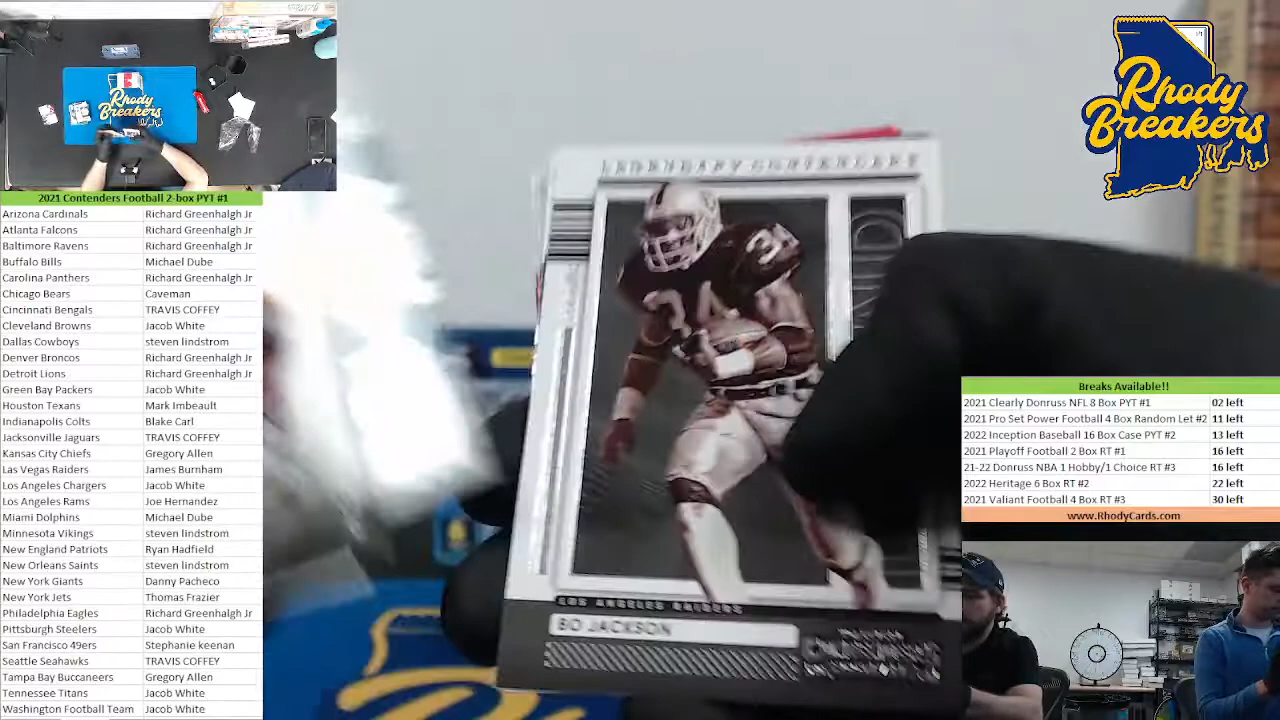 Rhody
Breakers
Rhody
Breakers
2021 Contenders Football 2-box PYT #1
Arizona Cardinals Richard Greenhalgh Jr
Atlanta Falcons Richard Greenhalgh Jr
Baltimore Ravens Richard Greenhalgh Jr
Buffalo Bills Michael Dube
Carolina Panthers Richard Greenhalgh Jr
Chicago Bears Caveman
Cincinnati Bengals TRAVIS COFFEY
Cleveland Browns Jacob White
Dallas Cowboys steven lindstrom
Denver Broncos Richard Greenhalgh Jr
Detroit Lions Richard Greenhalgh Jr
Green Bay Packers Jacob White
Houston Texans Mark Imbeault
Indianapolis Colts Blake Carl
Jacksonville Jaguars TRAVIS COFFEY
Kansas City Chiefs Gregory Allen
Las Vegas Raiders James Burnham
Los Angeles Chargers Jacob White
Los Angeles Rams Joe Hernandez
Miami Dolphins Michael Dube
Minnesota Vikings steven lindstrom
New England Patriots Ryan Hadfield
New Orleans Saints steven lindstrom
New York Giants Danny Pacheco
New York Jets Thomas Frazier
Philadelphia Eagles Richard Greenhalgh Jr
Pittsburgh Steelers Jacob White
San Francisco 49ers Stephanie keenan
Seattle Seahawks TRAVIS COFFEY
Tampa Bay Buccaneers Gregory Allen
Tennessee Titans Jacob White
Washington Football Team Jacob White
LEGENDARY CONTENDERS
34
34
LOS ANGELES RAIDERS
BO JACKSON
Breaks Available!!
2021 Clearly Donruss NFL 8 Box PYT #1 02 left
2021 Pro Set Power Football 4 Box Random Let #2 11 left
2022 Inception Baseball 16 Box Case PYT #2 13 left
2021 Playoff Football 2 Box RT #1 16 left
21-22 Donruss NBA 1 Hobby/1 Choice RT #3 16 left
2022 Heritage 6 Box RT #2 22 left
2021 Valiant Football 4 Box RT #3 30 left
www.RhodyCards.com